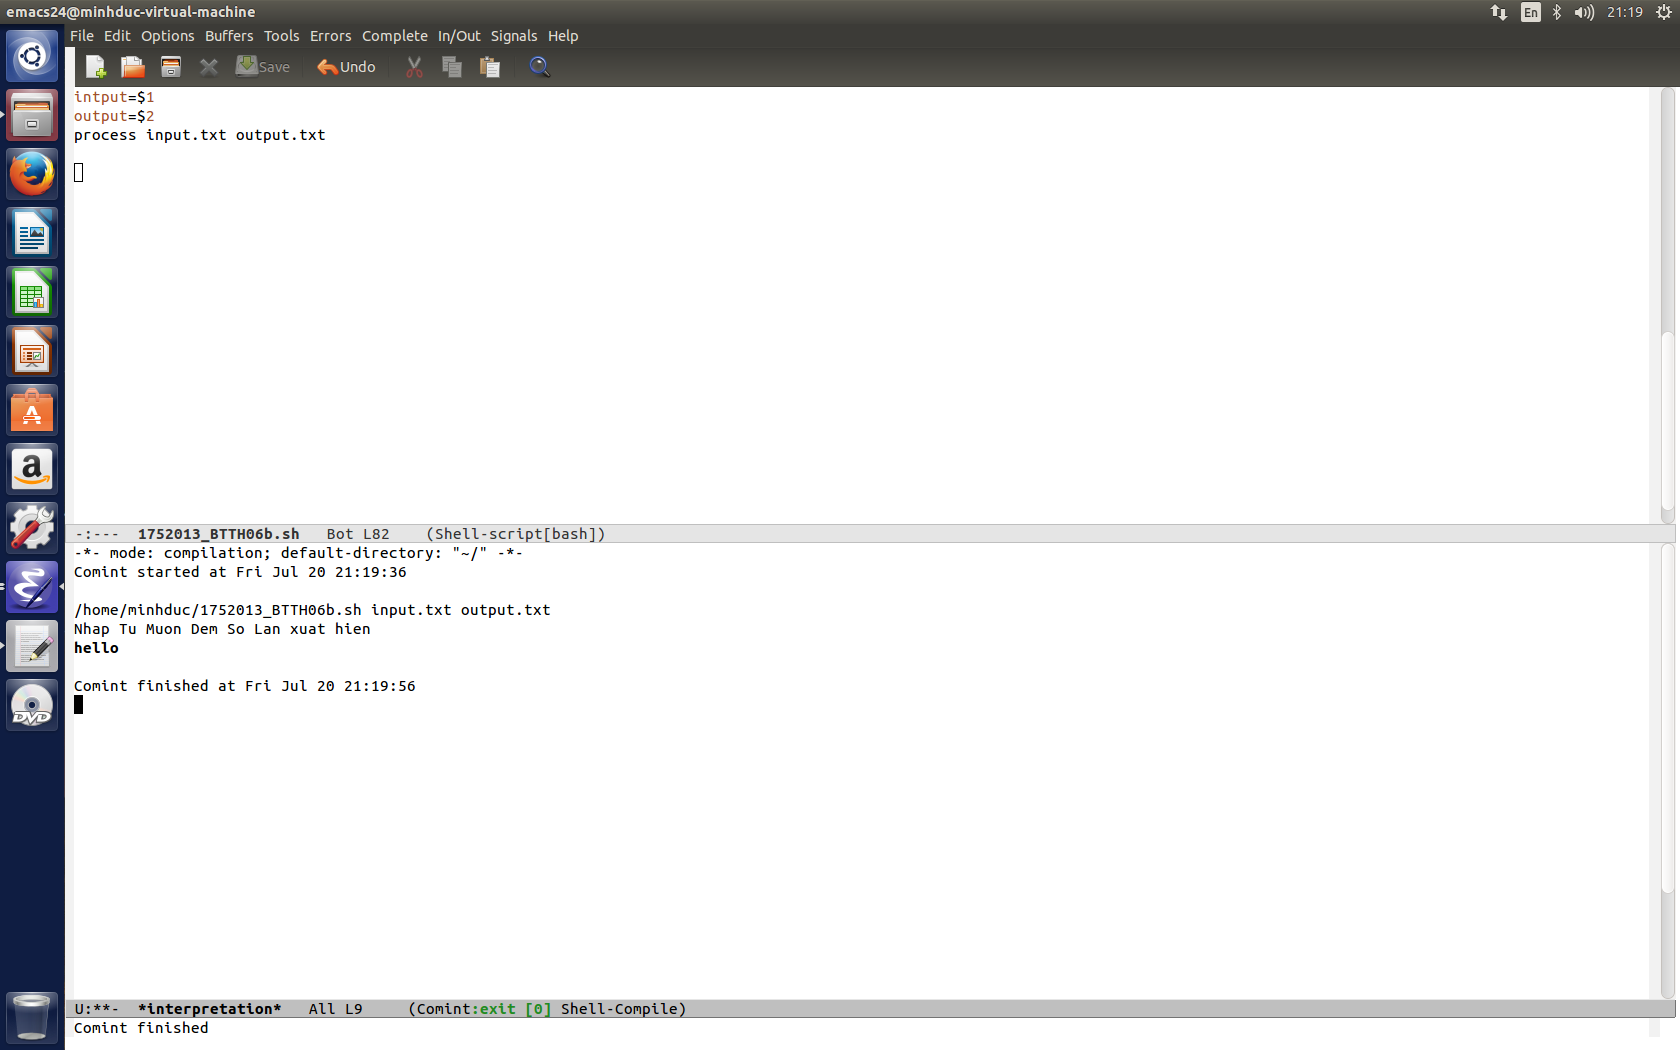 emacs24@minhduc-virtual-machine
En
21:19
File Edit Options Buffers Tools Errors Complete In/Out Signals Help
Save
Undo
intput=$1
output=$2
process input.txt output.txt
-:--- 1752013_BTTH06b.sh Bot L82 (Shell-script[bash])
-*- mode: compilation; default-directory: "~/" -*-
Comint started at Fri Jul 20 21:19:36
/home/minhduc/1752013_BTTH06b.sh input.txt output.txt
Nhap Tu Muon Dem So Lan xuat hien
hello
Comint finished at Fri Jul 20 21:19:56
U:**- *interpretation* All L9 (Comint:exit [0] Shell-Compile)
Comint finished
A
a
DVD